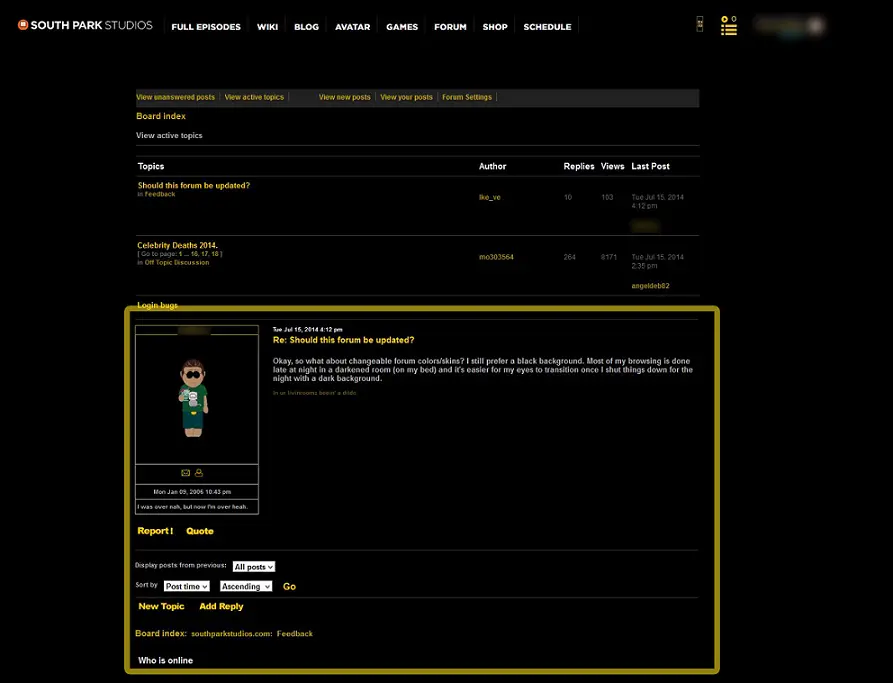 SOUTH PARK STUDIOS FULL EPISODES WIKI BLOG AVATAR GAMES FORUM SHOP SCHEDULE 0
View unanswered posts View active topics View new posts View your posts Forum Settings
Board index
View active topics
Topics Author Replies Views Last Post
Should this forum be updated?
in Feedback
10 103 Tue Jul 15, 2014
4:12 pm
Celebrity Deaths 2014.
[ Go to page: 1 ... 16, 17, 18 ]
in Off Topic Discussion
mo303564 264 8171 Tue Jul 15, 2014
2:35 pm
angeldeb82
Login bugs
Tue Jul 15, 2014 4:12 pm
Re: Should this forum be updated?
Okay, so what about changeable forum colors/skins? I still prefer a black background. Most of my browsing is done
late at night in a darkened room (on my bed) and it's easier for my eyes to transition once I shut things down for the
night with a dark background.
Mon Jan 09, 2006 10:43 pm
I was over nah, but now I'm over heah.
Report! Quote
Display posts from previous: All posts
Sort by Post time Ascending Go
New Topic Add Reply
Board index: southparkstudios.com: Feedback
Who is online